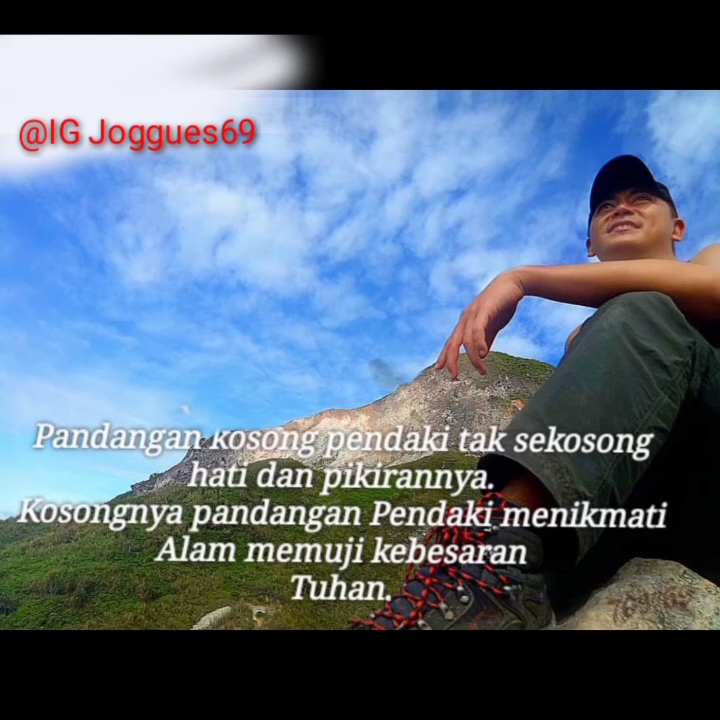 @IG Joggues69
Pandangan kosong pendaki tak sekosong
hati dan pikirannya.
Kosongnya pandangan Pendaki menikmati
Alam memuji kebesaran
Tuhan.